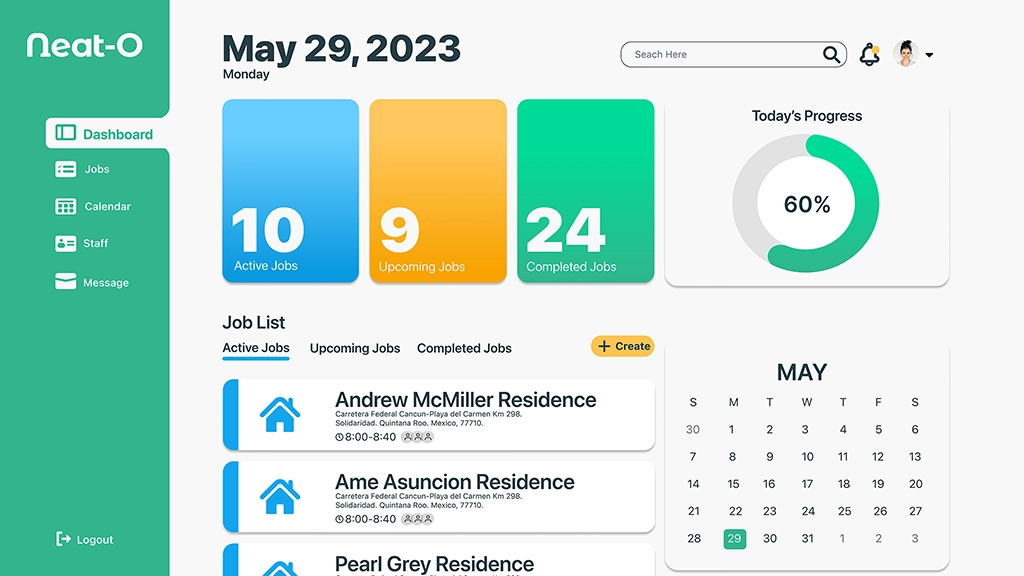 Neat-O
Dashboard
Jobs
Calendar
Staff
Message
Logout
May 29, 2023
Monday
Seach Here
10
Active Jobs
9
Upcoming Jobs
24
Completed Jobs
Today's Progress
60%
Job List
Active Jobs Upcoming Jobs Completed Jobs
Create
Andrew McMiller Residence
Carretera Federal Cancun-Playa del Carmen Km 298.
Solidaridad. Quintana Roo. Mexico, 77710.
8:00-8:40
Ame Asuncion Residence
Carretera Federal Cancun-Playa del Carmen Km 298.
Solidaridad. Quintana Roo. Mexico, 77710.
8:00-8:40
Pearl Grey Residence
MAY
S M T W T F S
30 1 2 3 4 5 6
7 8 9 10 11 12 13
14 15 16 17 18 19 20
21 22 23 24 25 26 27
28 29 30 31 1 2 3